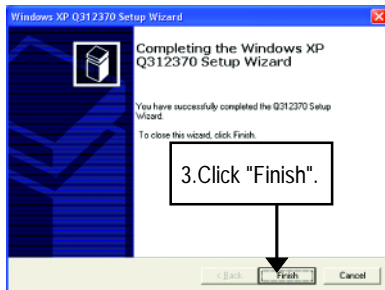 Windows XP Q312370 Setup Wizard
Completing the Windows XP
Q312370 Setup Wizard
You have successfully completed the Q312370 Setup
Wizard.
To close this wizard, click Finish.
3.Click "Finish".
< Back
Finish
Cancel